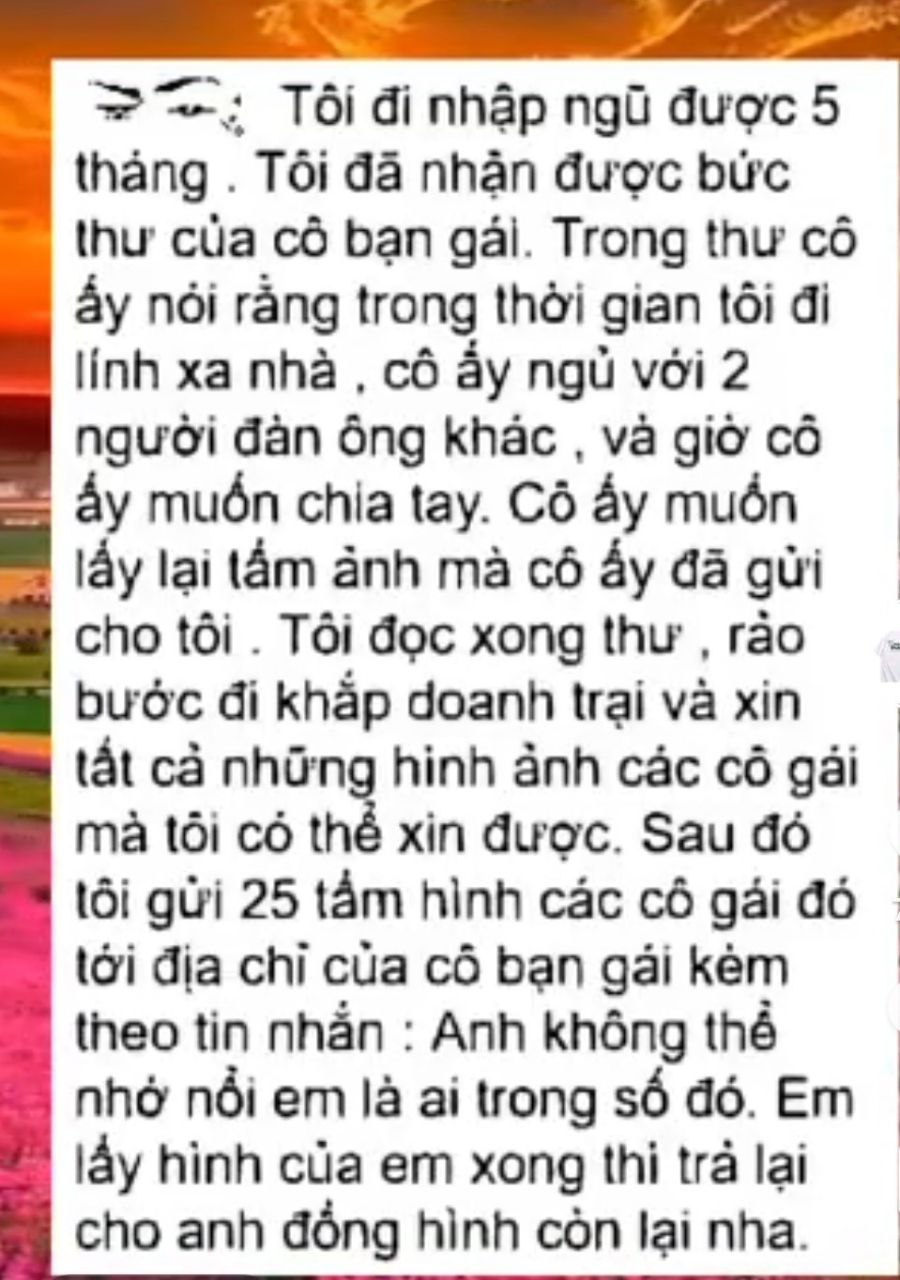 Tôi đi nhập ngũ được 5
tháng . Tôi đã nhận được bức
thư của cô bạn gái. Trong thư cô
ấy nói rằng trong thời gian tôi đi
lính xa nhà , cô ấy ngủ với 2
người đàn ông khác , và giờ cô
ấy muốn chia tay. Cô ấy muốn
lấy lại tấm ảnh mà cô ấy đã gửi
cho tôi . Tôi đọc xong thư , rảo
bước đi khắp doanh trại và xin
tất cả những hình ảnh các cô gái
mà tôi có thể xin được. Sau đó
tôi gửi 25 tấm hình các cô gái đó
tới địa chỉ của cô bạn gái kèm
theo tin nhắn : Anh không thể
nhớ nổi em là ai trong số đó. Em
lấy hình của em xong thì trả lại
cho anh đống hình còn lại nha.